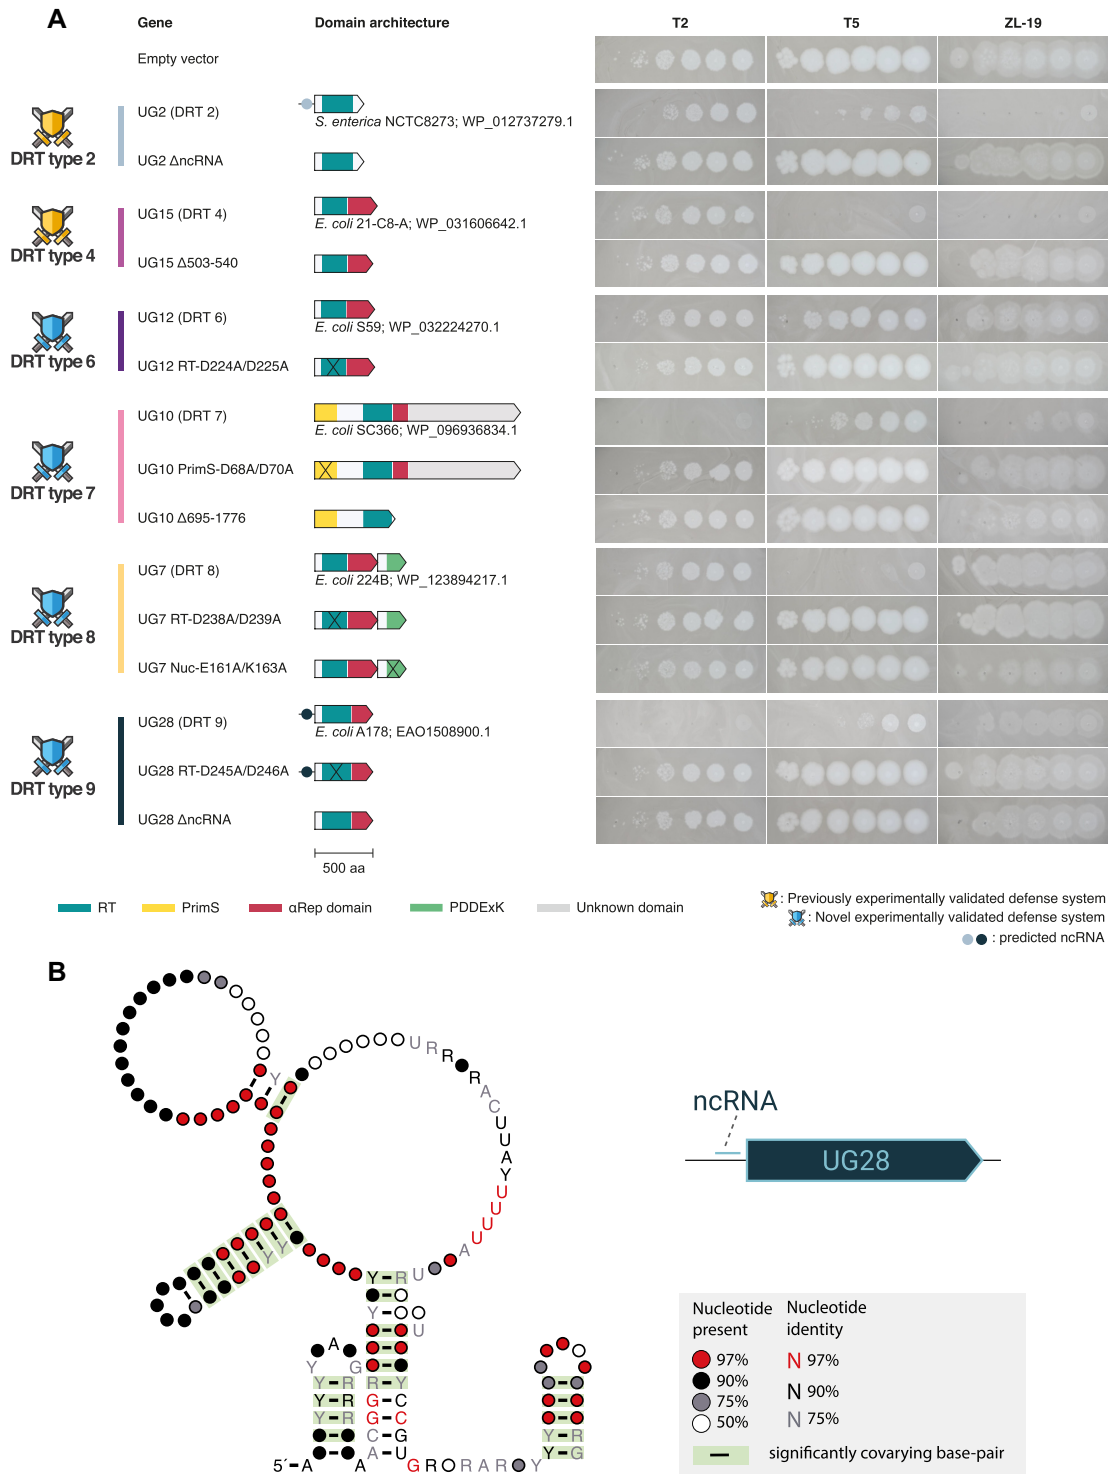 A
Gene
Domain architecture
T2
T5
ZL-19
Empty vector
DRT type 2
UG2 (DRT 2)
S. enterica NCTC8273; WP_012737279.1
UG2 ΔncRNA
DRT type 4
UG15 (DRT 4)
E. coli 21-C8-A; WP_031606642.1
UG15 Δ503-540
DRT type 6
UG12 (DRT 6)
E. coli S59; WP_032224270.1
UG12 RT-D224A/D225A
DRT type 7
UG10 (DRT 7)
E. coli SC366; WP_096936834.1
UG10 PrimS-D68A/D70A
UG10 Δ695-1776
DRT type 8
UG7 (DRT 8)
E. coli 224B; WP_123894217.1
UG7 RT-D238A/D239A
UG7 Nuc-E161A/K163A
DRT type 9
UG28 (DRT 9)
E. coli A178; EAO1508900.1
UG28 RT-D245A/D246A
UG28 ΔncRNA
500 aa
RT
PrimS
αRep domain
PDDExK
Unknown domain
: Previously experimentally validated defense system
: Novel experimentally validated defense system
: predicted ncRNA
B
Y
U R R R A C U U A Y U U U U A U
Y R
Y
U
A
Y G
Y R R Y
Y R G C
Y R G C
C G
A A A U G R R A R Y
5´
Y R
Y G
Y Y
ncRNA
UG28
Nucleotide present
Nucleotide identity
97%
N 97%
90%
N 90%
75%
N 75%
50%
significantly covarying base-pair